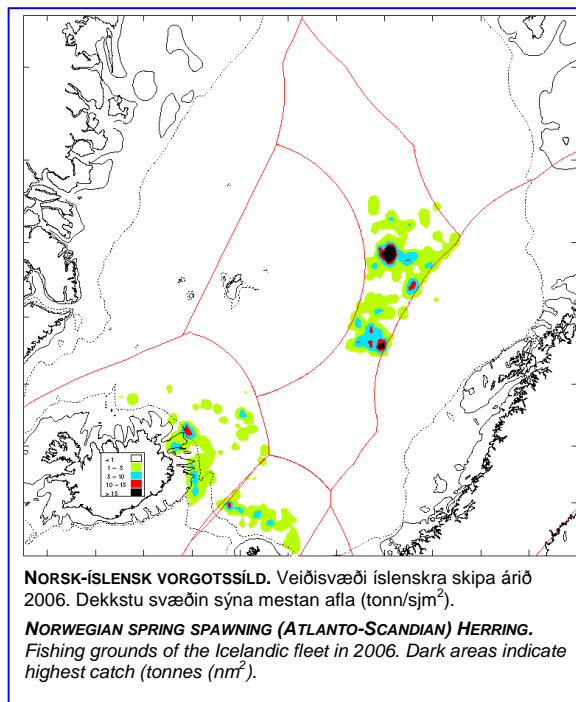 < 1
1 – 5
5 – 10
10 – 15
> 15
NORSK-ÍSLENSK VORGOTSSÍLD. Veiðisvæði íslenskra skipa árið
2006. Dekkstu svæðin sýna mestan afla (tonn/sjm²).
NORWEGIAN SPRING SPAWNING (ATLANTO-SCANDIAN) HERRING.
Fishing grounds of the Icelandic fleet in 2006. Dark areas indicate
highest catch (tonnes (nm²).